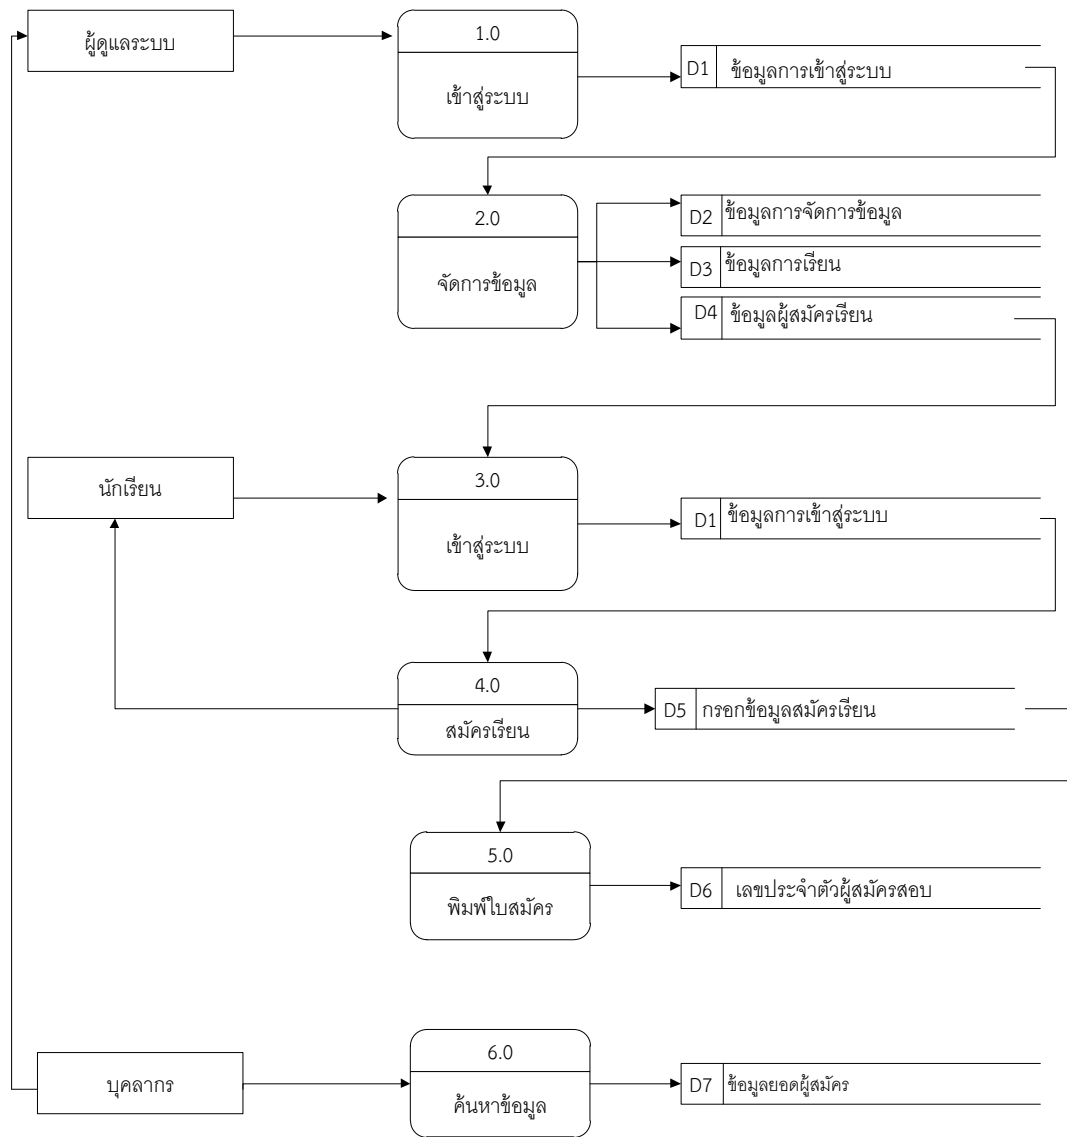 ผู้ดูแลระบบ
1.0
เข้าสู่ระบบ
D1 ข้อมูลการเข้าสู่ระบบ
2.0
จัดการข้อมูล
D2 ข้อมูลการจัดการข้อมูล
D3 ข้อมูลการเรียน
D4 ข้อมูลผู้สมัครเรียน
นักเรียน
3.0
เข้าสู่ระบบ
D1 ข้อมูลการเข้าสู่ระบบ
4.0
สมัครเรียน
D5 กรอกข้อมูลสมัครเรียน
5.0
พิมพ์ใบสมัคร
D6 เลขประจำตัวผู้สมัครสอบ
บุคลากร
6.0
ค้นหาข้อมูล
D7 ข้อมูลยอดผู้สมัคร